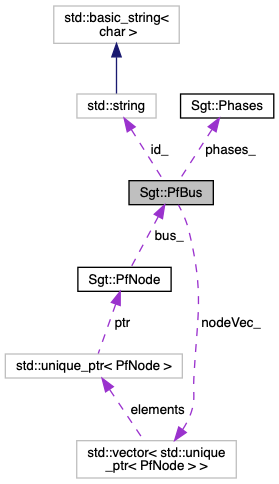 std::basic_string<
char >
std::string
Sgt::Phases
id_
phases_
Sgt::PfBus
bus_
Sgt::PfNode
ptr
nodeVec_
std::unique_ptr< PfNode >
elements
std::vector< std::unique
_ptr< PfNode > >